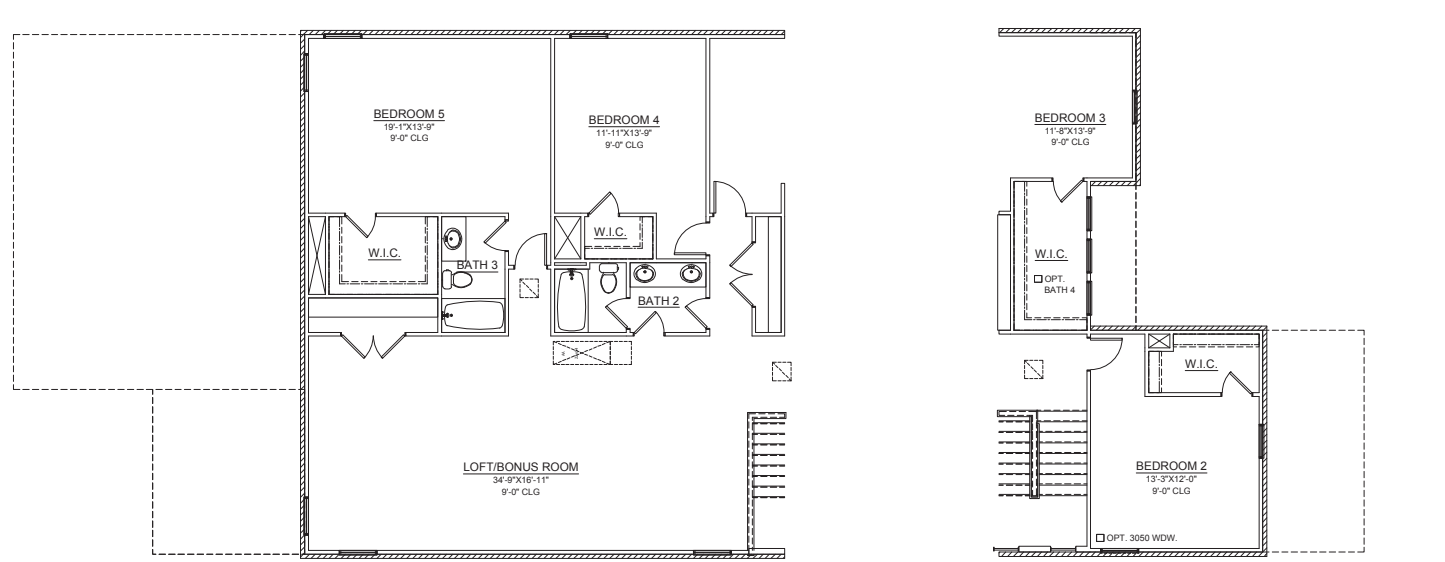 BEDROOM 5
19'-1"X13'-9"
9'-0" CLG
BEDROOM 4
11'-11"X13'-9"
9'-0" CLG
BEDROOM 3
11'-8"X13'-9"
9'-0" CLG
W.I.C.
W.I.C.
BATH 3
BATH 2
W.I.C.
OPT.
BATH 4
W.I.C.
LOFT/BONUS ROOM
34'-9"X16'-11"
9'-0" CLG
BEDROOM 2
13'-3"X12'-0"
9'-0" CLG
OPT. 3050 WDW.